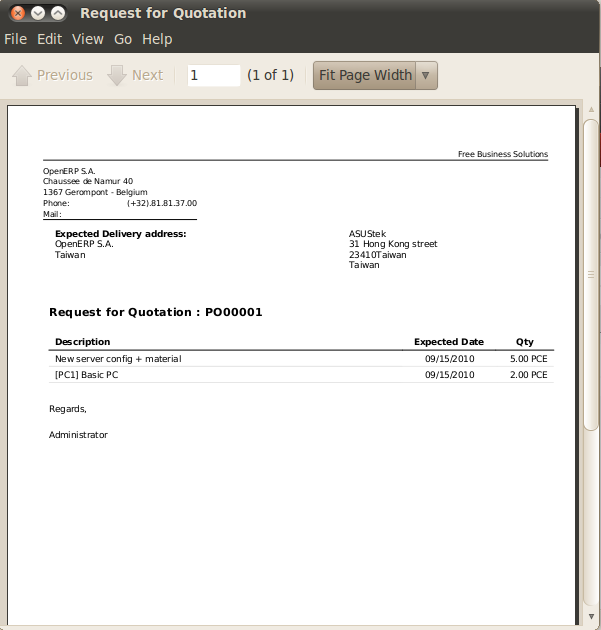 Request for Quotation
File Edit View Go Help
Previous Next 1 (1 of 1) Fit Page Width
Free Business Solutions
OpenERP S.A.
Chaussee de Namur 40
1367 Gerompont - Belgium
Phone: (+32).81.81.37.00
Mail:
Expected Delivery address:
OpenERP S.A.
Taiwan
ASUStek
31 Hong Kong street
23410Taiwan
Taiwan
Request for Quotation : PO00001
Description Expected Date Qty
New server config + material 09/15/2010 5.00 PCE
[PC1] Basic PC 09/15/2010 2.00 PCE
Regards,
Administrator